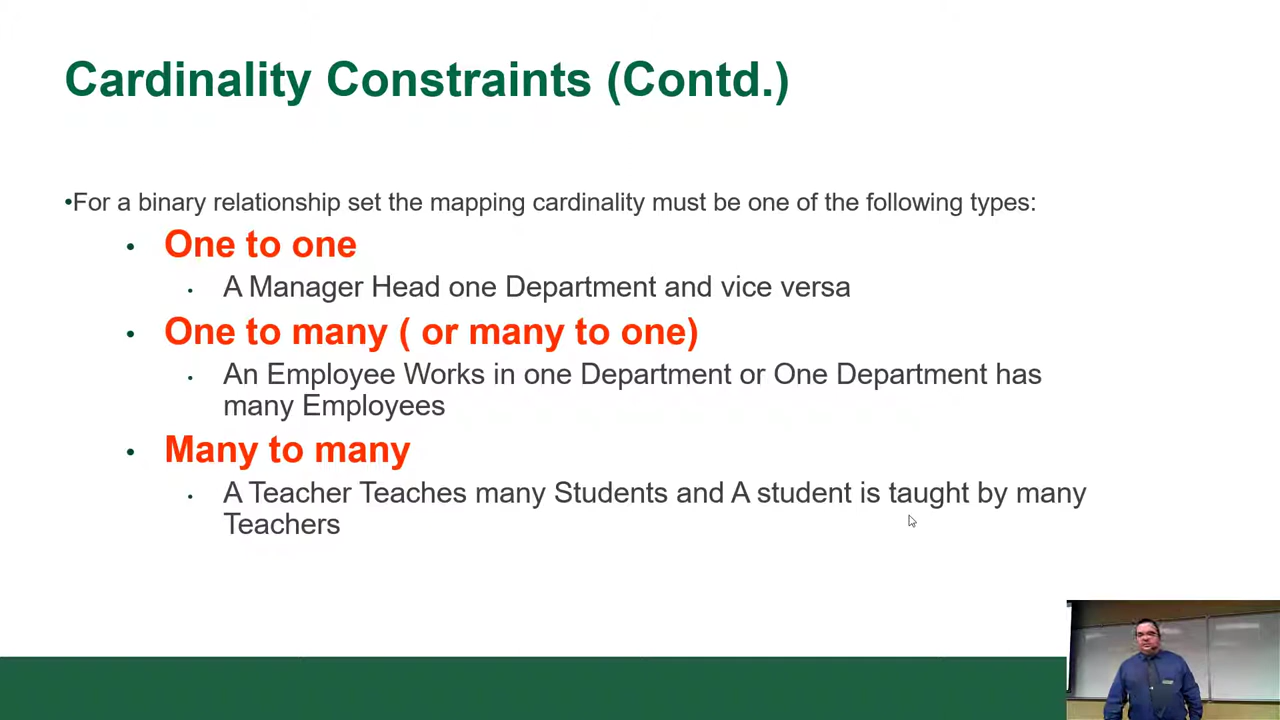 Cardinality Constraints (Contd.)
•For a binary relationship set the mapping cardinality must be one of the following types:
• One to one
• A Manager Head one Department and vice versa
• One to many ( or many to one)
• An Employee Works in one Department or One Department has
many Employees
• Many to many
• A Teacher Teaches many Students and A student is taught by many
Teachers